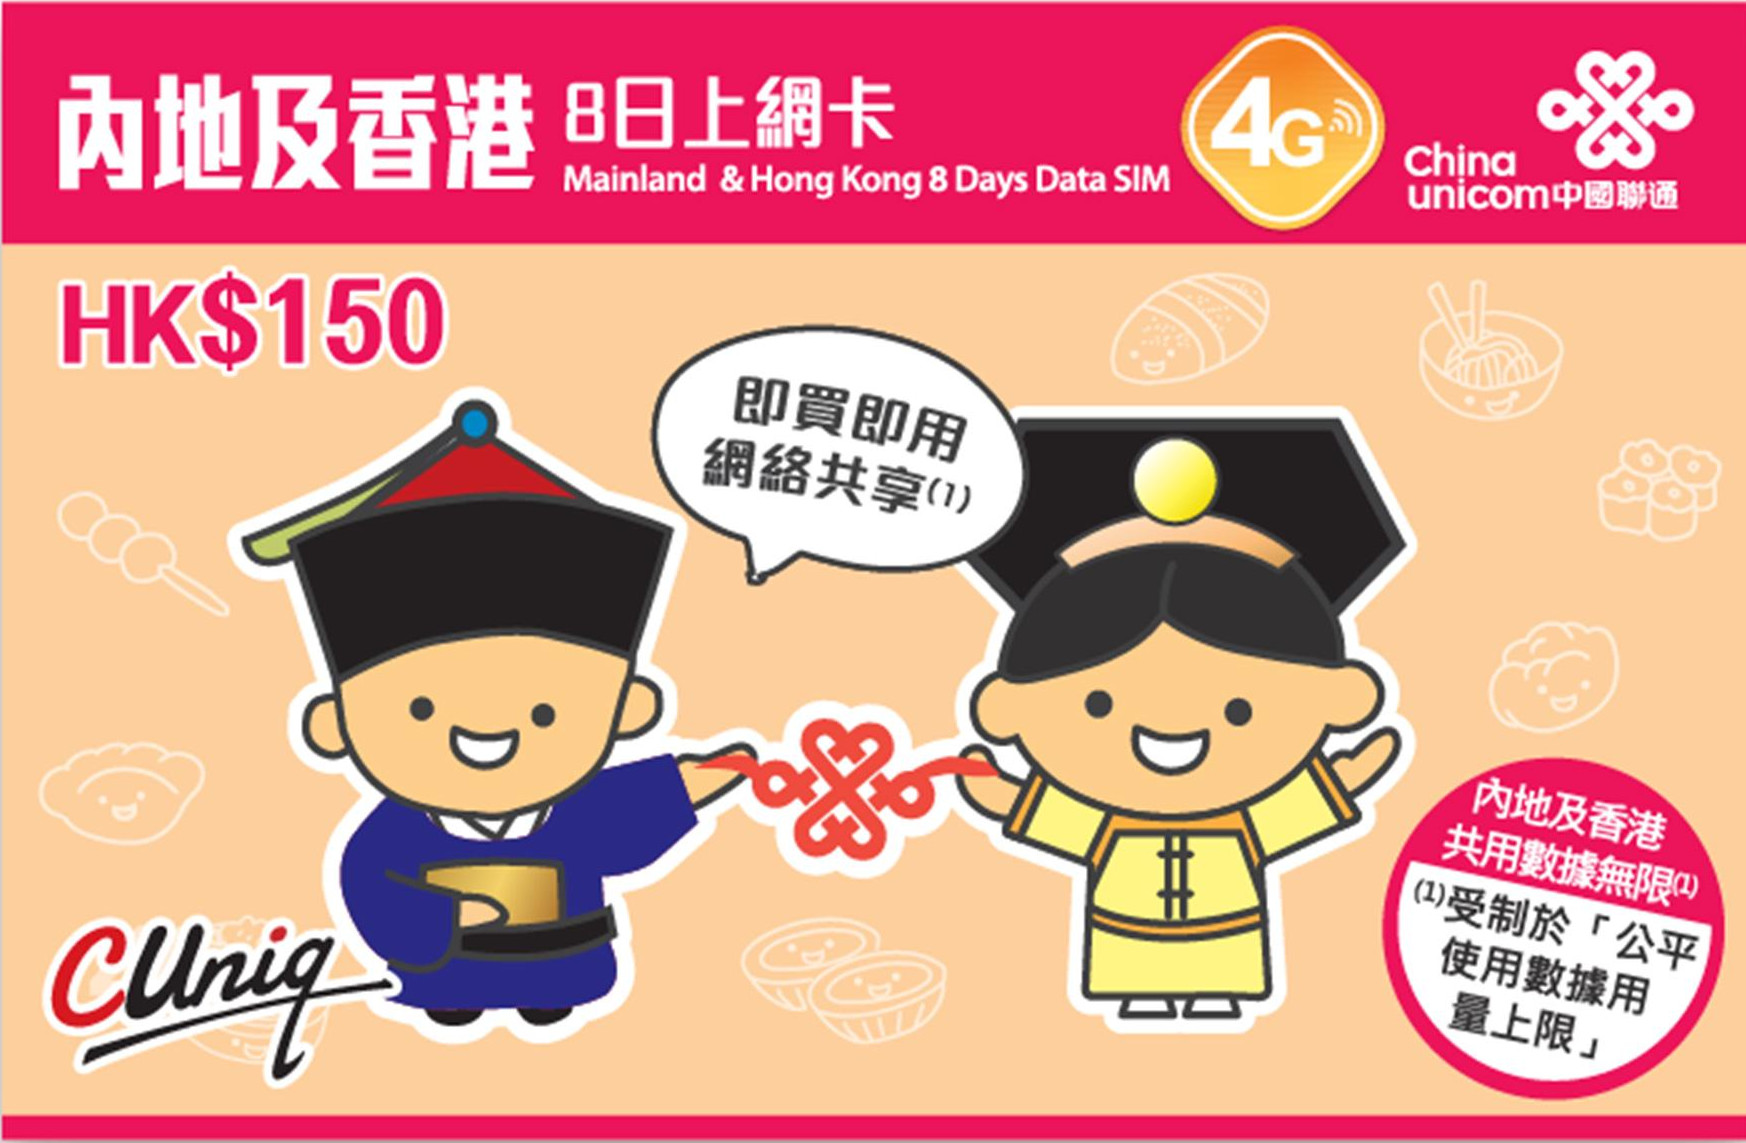 內地及香港 8日上網卡
Mainland & Hong Kong 8 Days Data SIM
4G
China
unicom中國聯通
HK$150
即買即用
網絡共享(1)
內地及香港
共用數據無限(1)
(1)受制於「公平
使用數據用
量上限」
CUniq